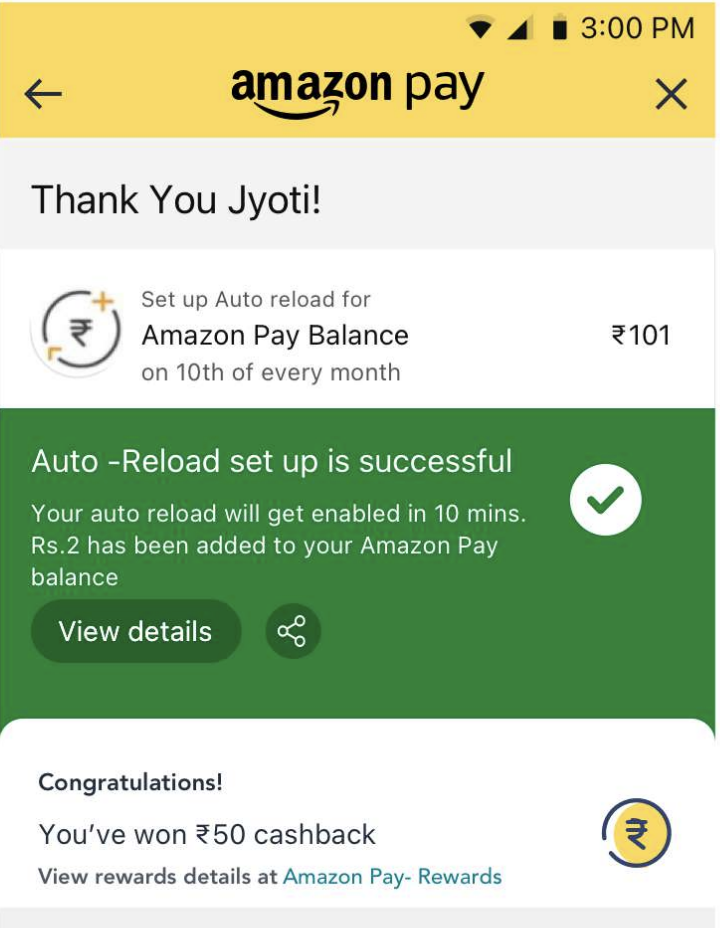 3:00 PM
amazon pay
Thank You Jyoti!
Set up Auto reload for
Amazon Pay Balance
₹101
on 10th of every month
Auto -Reload set up is successful
Your auto reload will get enabled in 10 mins.
Rs.2 has been added to your Amazon Pay
balance
View details
Congratulations!
You've won ₹50 cashback
₹
View rewards details at Amazon Pay- Rewards